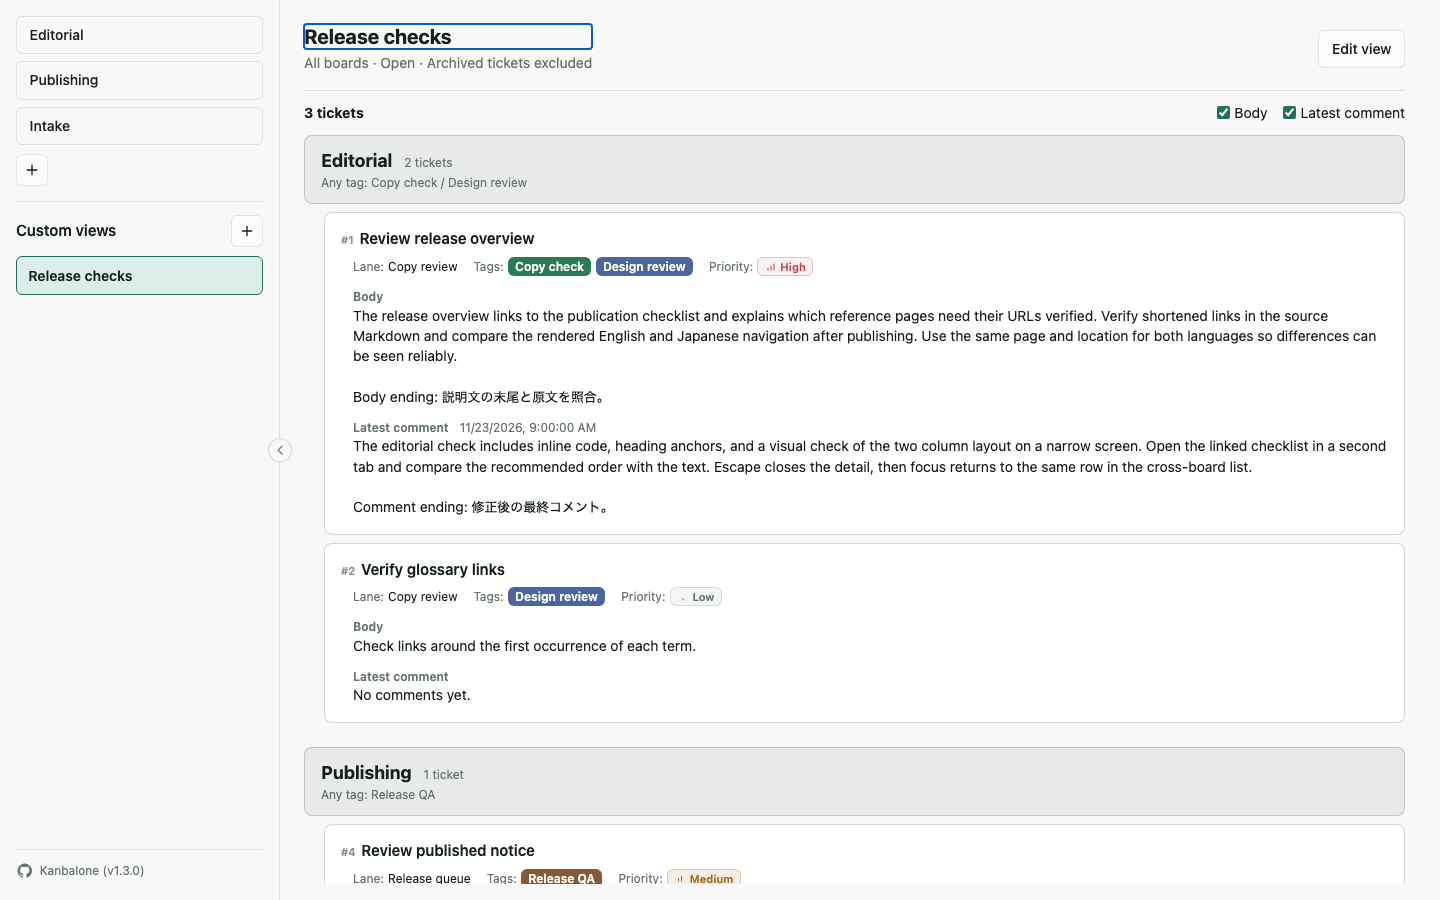 Editorial
Publishing
Intake
+
Custom views
+
Release checks
Kanbalone (v1.3.0)
Release checks
All boards · Open · Archived tickets excluded
Edit view
3 tickets
Body
Latest comment
Editorial 2 tickets
Any tag: Copy check / Design review
#1 Review release overview
Lane: Copy review Tags: Copy check Design review Priority: High
Body
The release overview links to the publication checklist and explains which reference pages need their URLs verified. Verify shortened links in the source
Markdown and compare the rendered English and Japanese navigation after publishing. Use the same page and location for both languages so differences can
be seen reliably.
Body ending: 説明文の末尾と原文を照合。
Latest comment 11/23/2026, 9:00:00 AM
The editorial check includes inline code, heading anchors, and a visual check of the two column layout on a narrow screen. Open the linked checklist in a second
tab and compare the recommended order with the text. Escape closes the detail, then focus returns to the same row in the cross-board list.
Comment ending: 修正後の最終コメント。
#2 Verify glossary links
Lane: Copy review Tags: Design review Priority: Low
Body
Check links around the first occurrence of each term.
Latest comment
No comments yet.
Publishing 1 ticket
Any tag: Release QA
#4 Review published notice
Lane: Release queue Tags: Release QA Priority: Medium